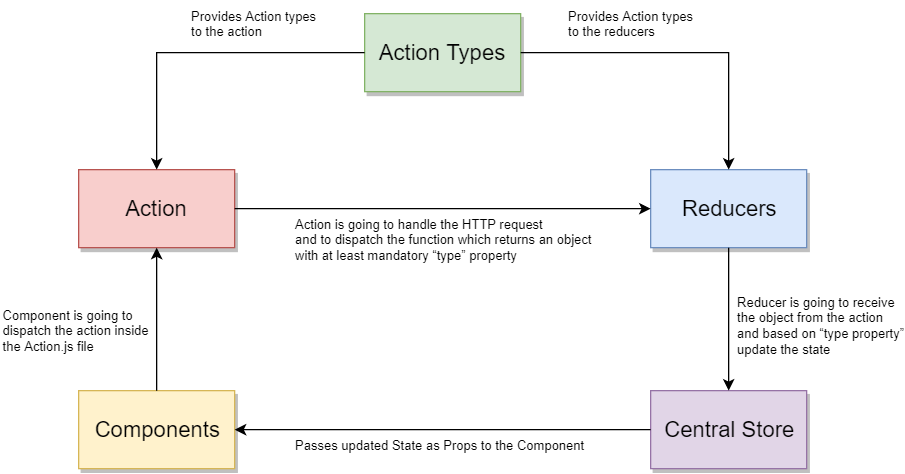 Provides Action types
to the action
Provides Action types
to the reducers
Action Types
Action
Reducers
Action is going to handle the HTTP request
and to dispatch the function which returns an object
with at least mandatory “type” property
Component is going to
dispatch the action inside
the Action.js file
Reducer is going to receive
the object from the action
and based on “type property”
update the state
Components
Central Store
Passes updated State as Props to the Component